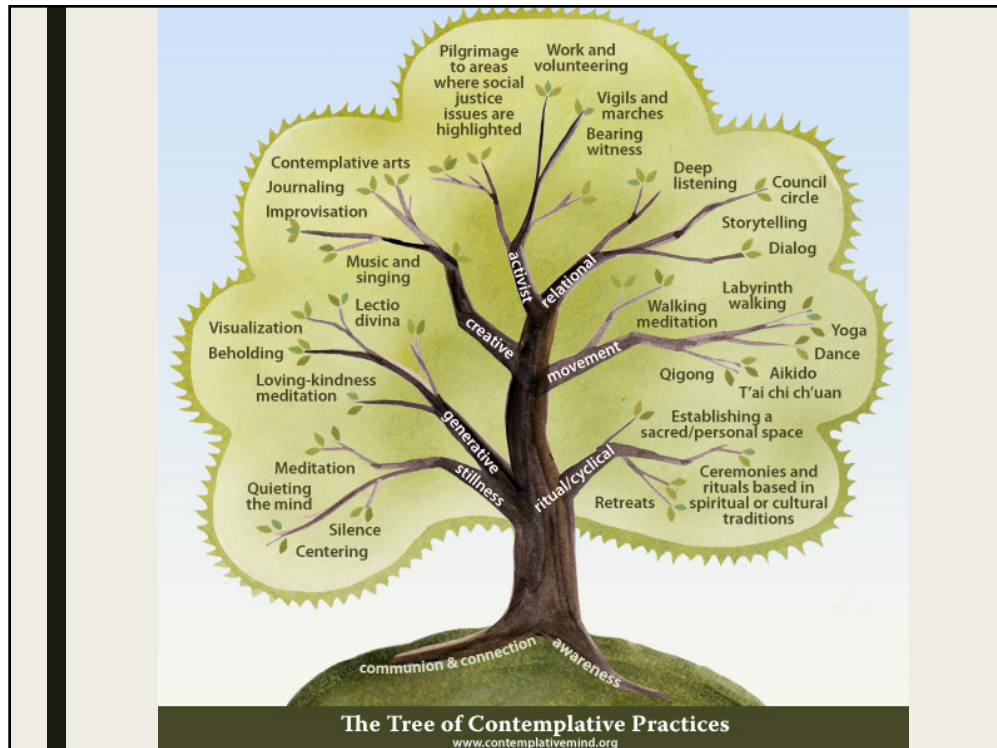 Pilgrimage
to areas
where social
justice
issues are
highlighted
Work and
volunteering
Vigils and
marches
Bearing
witness
activist
Deep
listening
Council
circle
Storytelling
Dialog
relational
Contemplative arts
Journaling
Improvisation
Music and
singing
creative
Walking
meditation
Labyrinth
walking
Yoga
Dance
Aikido
Qigong
T'ai chi ch'uan
movement
Lectio
divina
Visualization
Beholding
Loving-kindness
meditation
generative
Establishing a
sacred/personal space
Ceremonies and
rituals based in
spiritual or cultural
traditions
Retreats
ritual/cyclical
Meditation
Quieting
the mind
Silence
Centering
stillness
communion & connection
awareness
The Tree of Contemplative Practices
www.contemplativemind.org